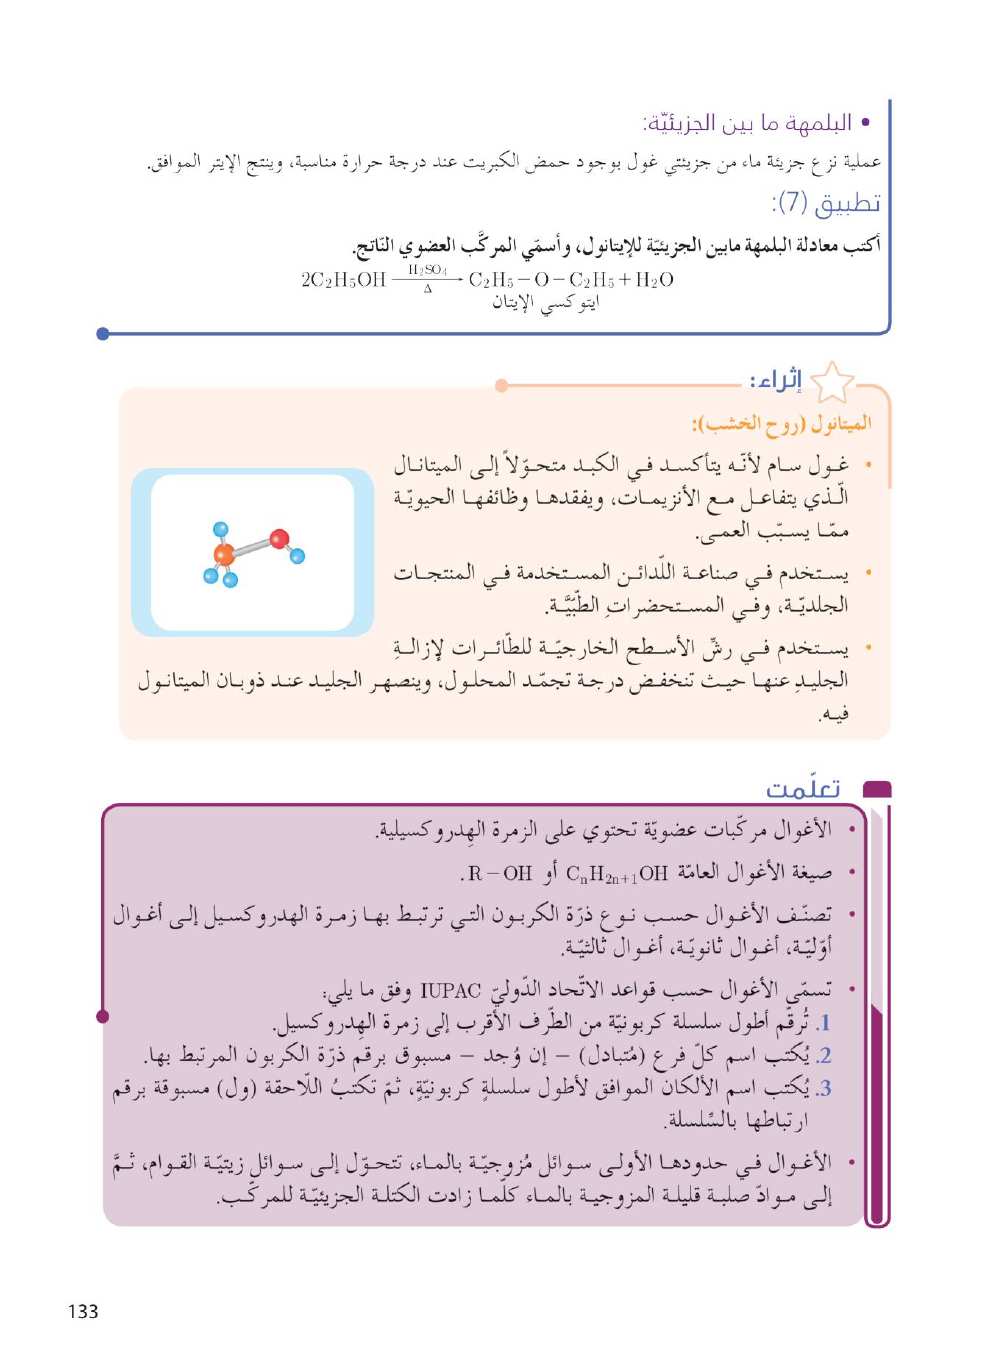 • البلمهة ما بين الجزيئيّة:
عملية نزع جزيئة ماء من جزيئتي غول بوجود حمض الكبريت عند درجة حرارة مناسبة، وينتج الإيتر الموافق.
تطبيق (7):
أكتب معادلة البلمهة مابين الجزيئيّة للإيتانول، وأسمّي المركَّب العضوي النّاتج.
2C₂H₅OH —H₂SO₄/Δ→ C₂H₅ – O – C₂H₅ + H₂O
ايتوكسي الإيتان
إثراء:
الميتانول (روح الخشب):
• غول سام لأنّه يتأكسد في الكبد متحوّلاً إلى الميتانال
الّذي يتفاعل مع الأنزيمات، ويفقدها وظائفها الحيويّة
ممّا يسبّب العمى.
• يستخدم في صناعة اللّدائن المستخدمة في المنتجات
الجلديّة، وفي المستحضراتِ الطّبِّيَّة.
• يستخدم في رشّ الأسطح الخارجيّة للطّائرات لإزالةِ
الجليدِ عنها حيث تنخفض درجة تجمّد المحلول، وينصهر الجليد عند ذوبان الميتانول
فيه.
تعلّمت
• الأغوال مركّبات عضويّة تحتوي على الزمرة الهِدروكسيلية.
• صيغة الأغوال العامّة CₙH₂ₙ₊₁OH أو R – OH .
• تصنّف الأغوال حسب نوع ذرّة الكربون التي ترتبط بها زمرة الهدروكسيل إلى أغوال
أوّليّة، أغوال ثانويّة، أغوال ثالثيّة.
• تسمّى الأغوال حسب قواعد الاتّحاد الدّوليّ IUPAC وفق ما يلي:
1. تُرقّم أطول سلسلة كربونيّة من الطّرف الأقرب إلى زمرة الهِدروكسيل.
2. يُكتب اسم كلّ فرع (مُتبادل) – إن وُجد – مسبوق برقم ذرّة الكربون المرتبط بها.
3. يُكتب اسم الألكان الموافق لأطول سلسلةٍ كربونيّةٍ، ثمّ تكتبُ اللّاحقة (ول) مسبوقة برقم
ارتباطها بالسِّلسلة.
• الأغوال في حدودها الأولى سوائل مُزوجيّة بالماء، تتحوّل إلى سوائل زيتيّة القوام، ثمَّ
إلى موادّ صلبة قليلة المزوجية بالماء كلّما زادت الكتلة الجزيئيّة للمركّب.
133